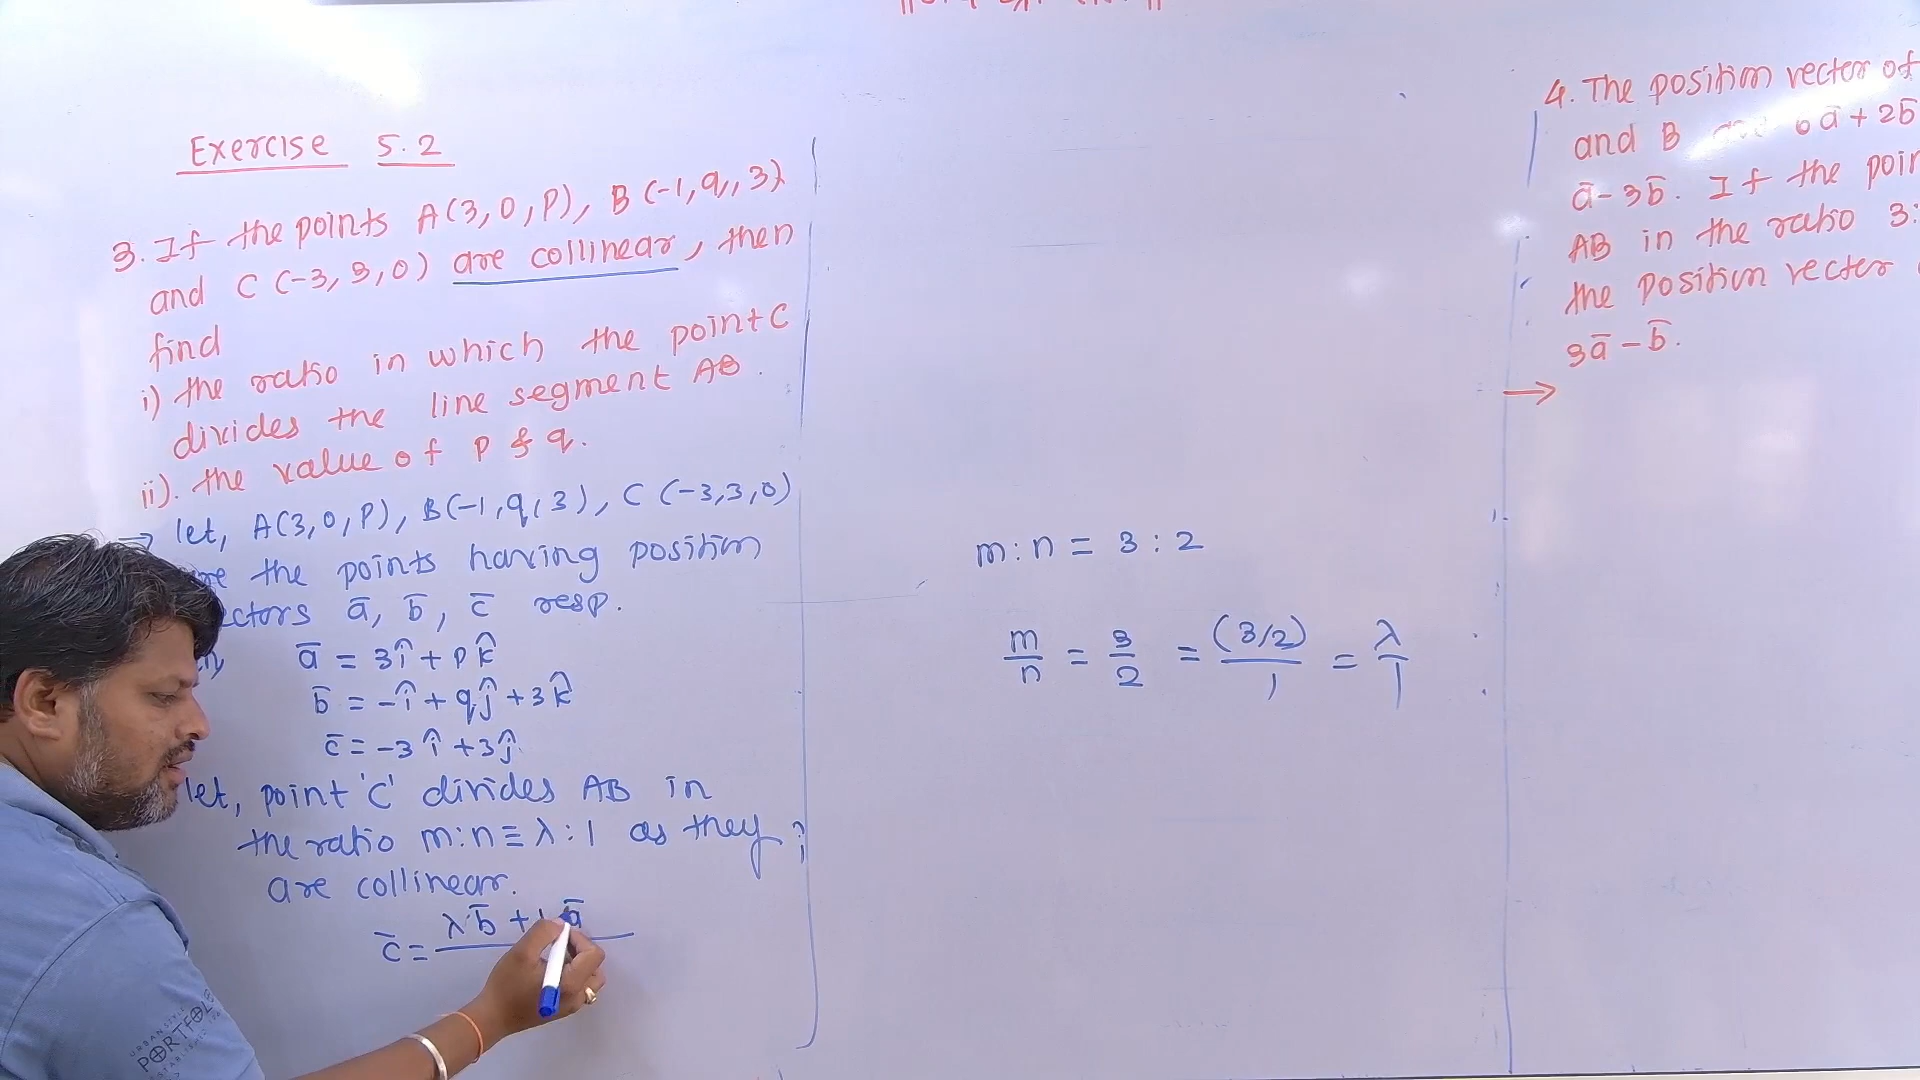 Exercise 5.2
3. If the points A(3,0,P), B(-1,q,3)
and C(-3,3,0) are collinear, then
find
i) the ratio in which the point C
divides the line segment AB.
ii). the value of p & q.
→ let, A(3,0,P), B(-1,q,3), C(-3,3,0)
the points having position
ā, b̄, c̄ resp.
ā = 3î + pk̂
b̄ = -î + qĵ + 3k̂
c̄ = -3î + 3ĵ
let, point 'C' divides AB in
the ratio m:n ≡ λ:1 as they
are collinear.
c̄ = λb̄ + ā
m:n = 3:2
m/n = 3/2 = (3/2)/1 = λ/1
4. The position vector of
and B ā + 2b̄
ā - 3b̄. If the
AB in the ratio 3:
the position vector
3ā - b̄.
→
URBAN STYLE
PORTFOL